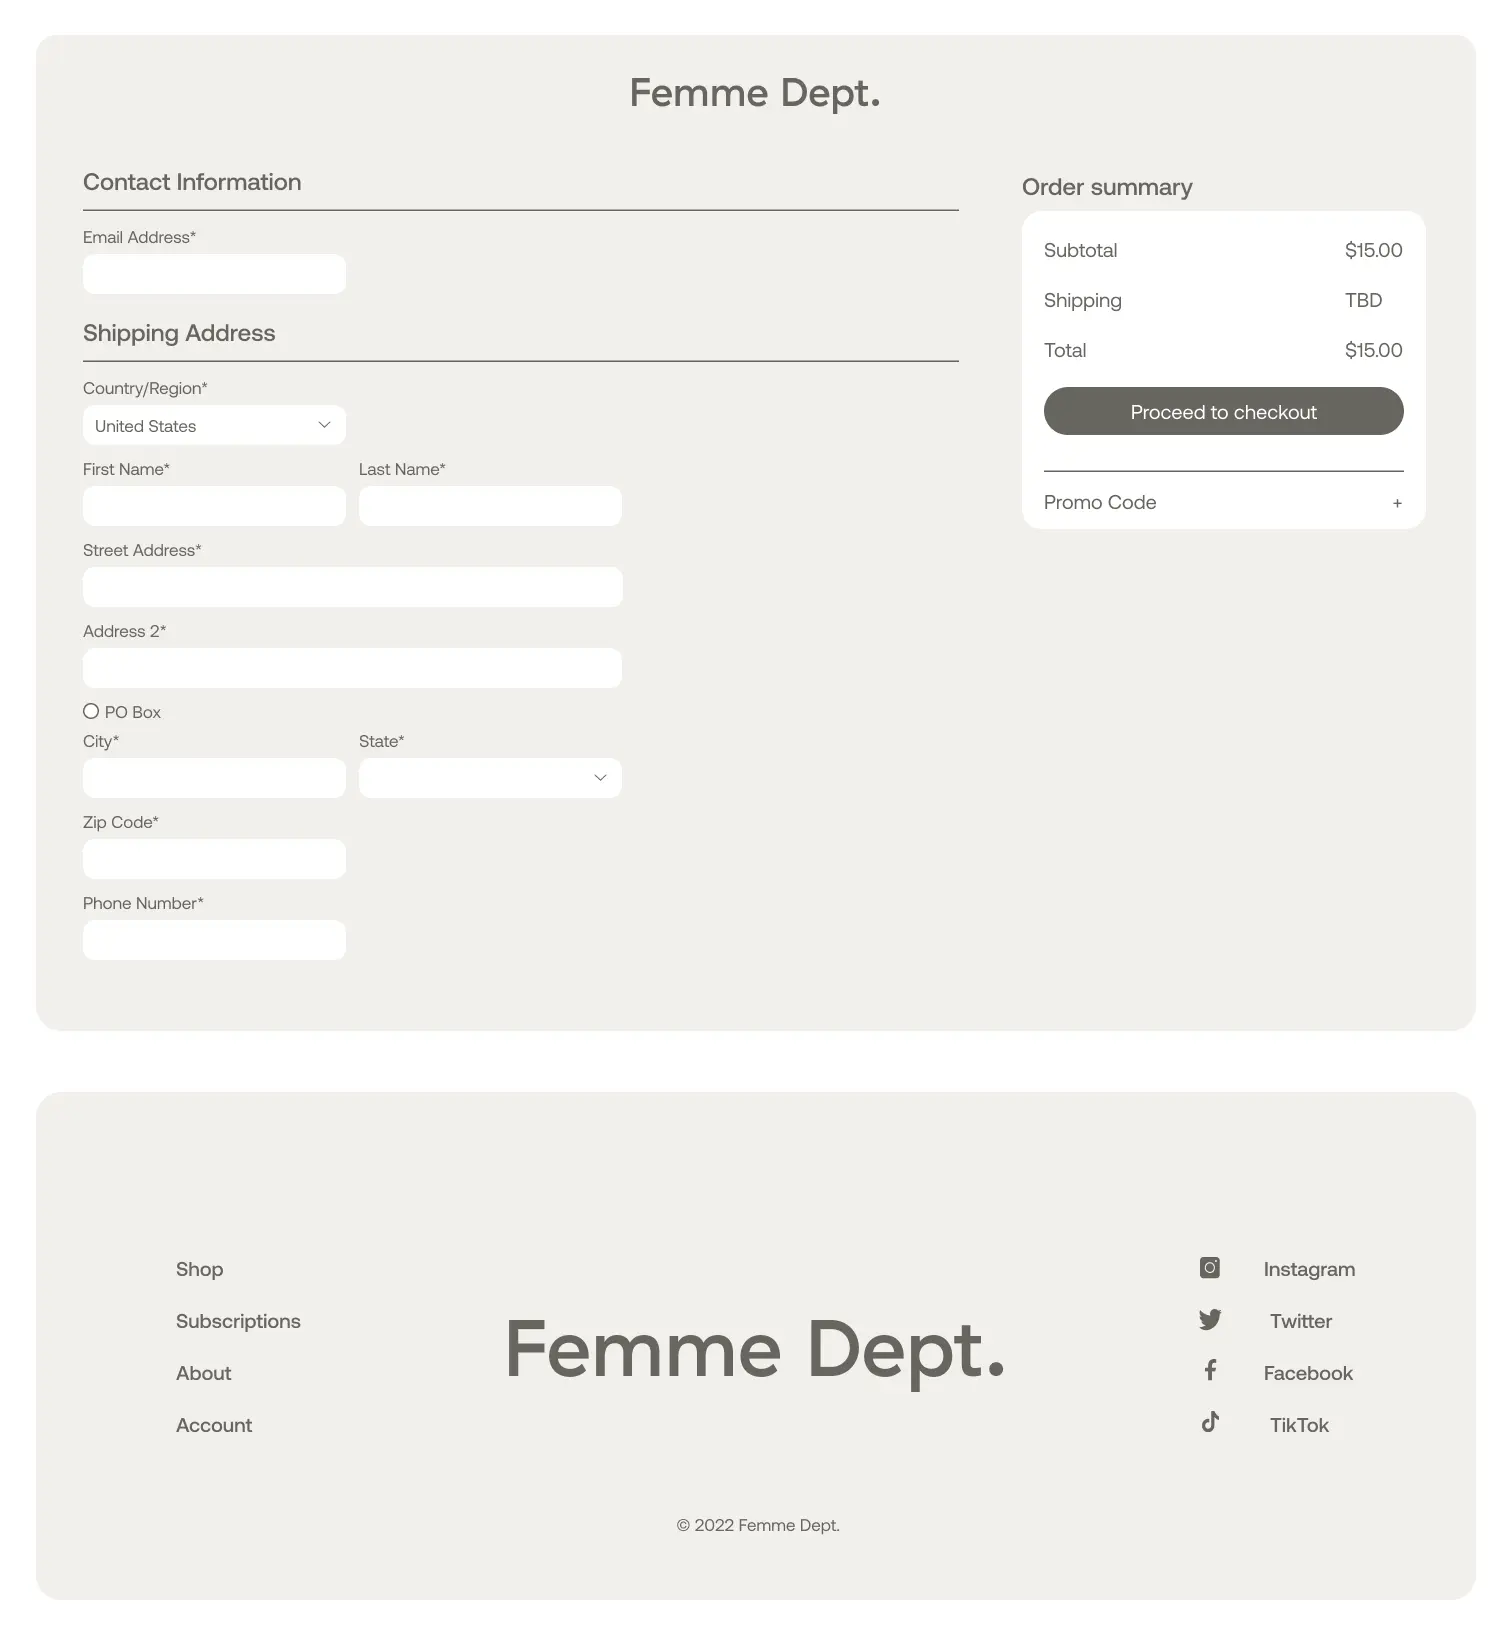 Femme Dept.
Contact Information
Email Address*
Shipping Address
Country/Region*
United States
First Name* Last Name*
Street Address*
Address 2*
PO Box
City* State*
Zip Code*
Phone Number*
Order summary
Subtotal $15.00
Shipping TBD
Total $15.00
Proceed to checkout
Promo Code +
Shop
Subscriptions
About
Account
Femme Dept.
Instagram
Twitter
Facebook
TikTok
© 2022 Femme Dept.